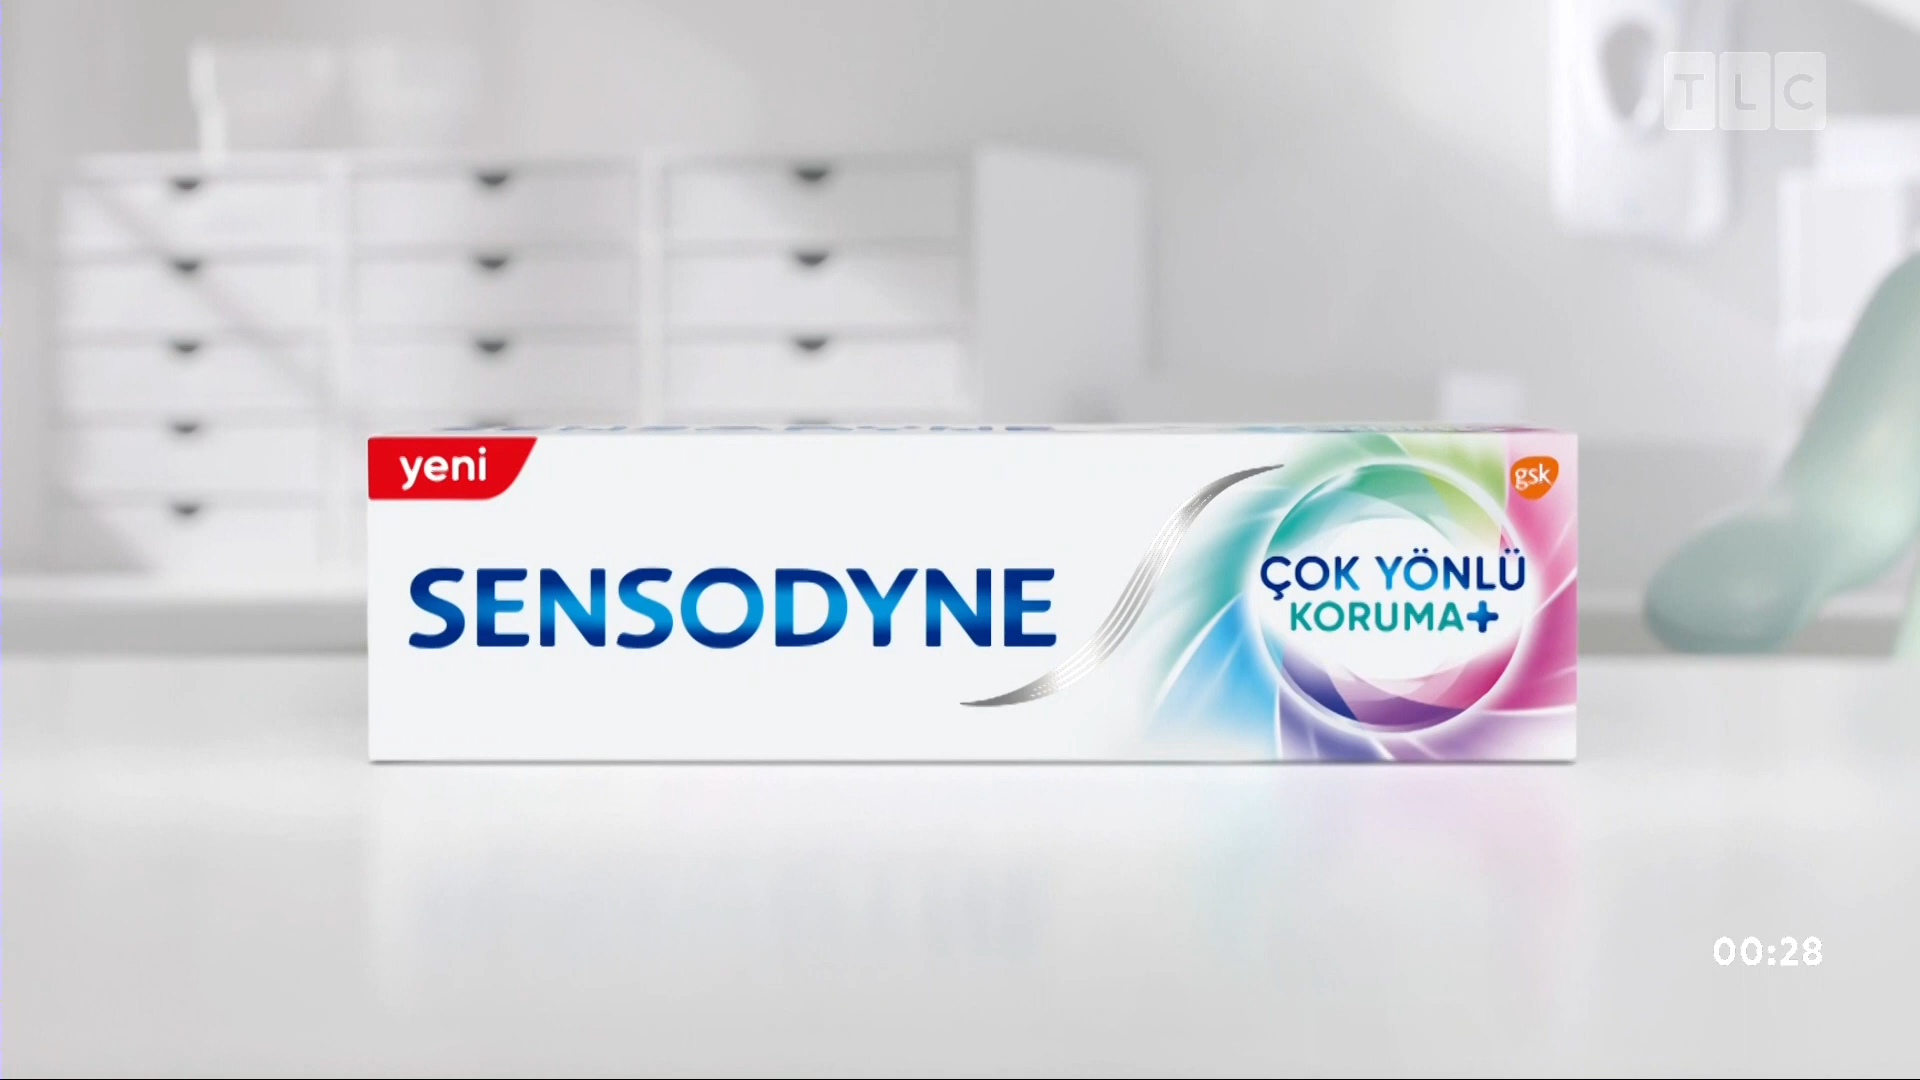 TLC
yeni
gsk
SENSODYNE
ÇOK YÖNLÜ
KORUMA+
00:28